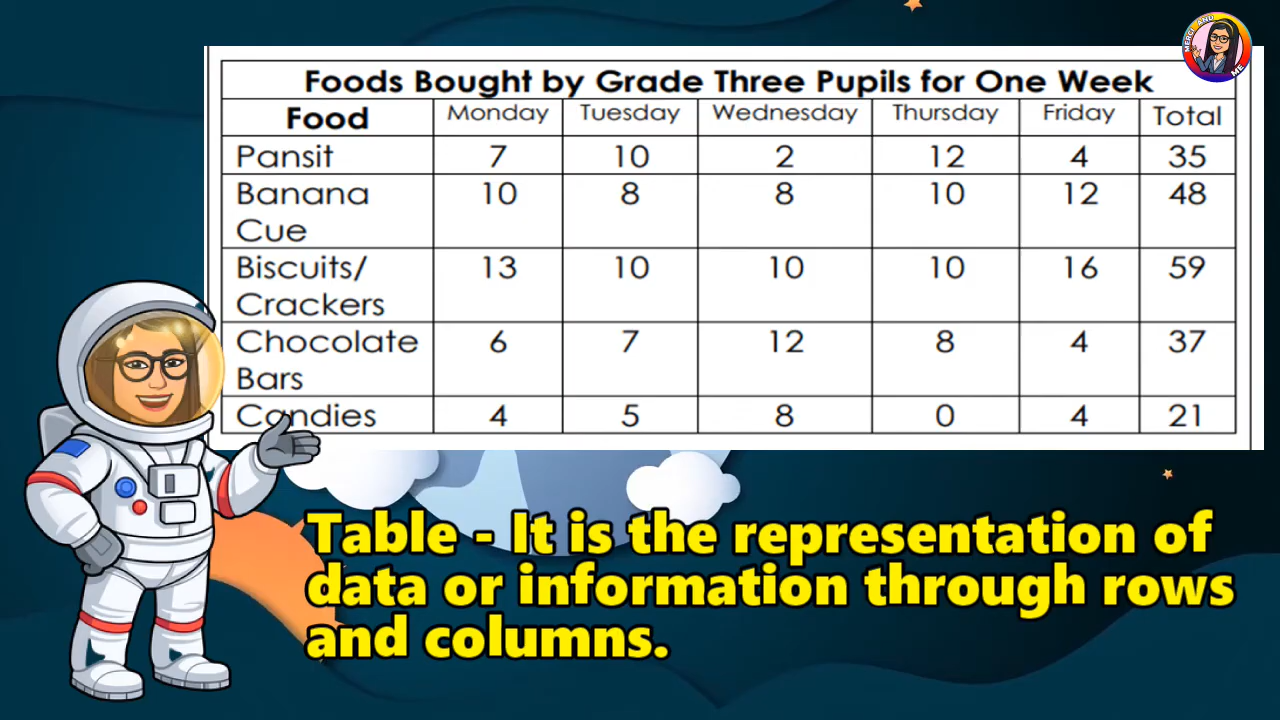 MERCI AND ME
Foods Bought by Grade Three Pupils for One Week
Food Monday Tuesday Wednesday Thursday Friday Total
Pansit 7 10 2 12 4 35
Banana 10 8 8 10 12 48
Cue
Biscuits/ 13 10 10 10 16 59
Crackers
Chocolate 6 7 12 8 4 37
Bars
Candies 4 5 8 0 4 21
Table - It is the representation of
data or information through rows
and columns.